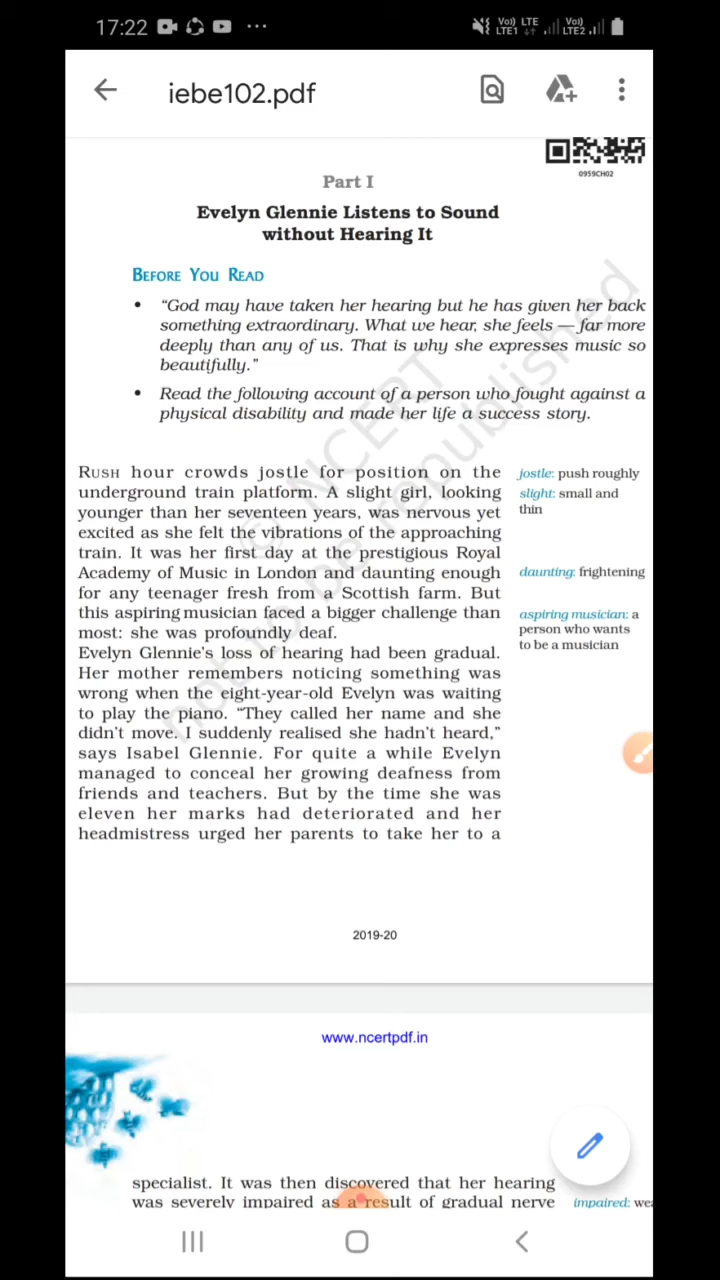 17:22
Vo)) LTE Vo))
LTE1 LTE2
iebe102.pdf
0959CH02
Part I
Evelyn Glennie Listens to Sound
without Hearing It
BEFORE YOU READ
• “God may have taken her hearing but he has given her back
something extraordinary. What we hear, she feels — far more
deeply than any of us. That is why she expresses music so
beautifully.”
• Read the following account of a person who fought against a
physical disability and made her life a success story.
RUSH hour crowds jostle for position on the
underground train platform. A slight girl, looking
younger than her seventeen years, was nervous yet
excited as she felt the vibrations of the approaching
train. It was her first day at the prestigious Royal
Academy of Music in London and daunting enough
for any teenager fresh from a Scottish farm. But
this aspiring musician faced a bigger challenge than
most: she was profoundly deaf.
Evelyn Glennie's loss of hearing had been gradual.
Her mother remembers noticing something was
wrong when the eight-year-old Evelyn was waiting
to play the piano. “They called her name and she
didn't move. I suddenly realised she hadn't heard,”
says Isabel Glennie. For quite a while Evelyn
managed to conceal her growing deafness from
friends and teachers. But by the time she was
eleven her marks had deteriorated and her
headmistress urged her parents to take her to a
jostle: push roughly
slight: small and
thin
daunting: frightening
aspiring musician: a
person who wants
to be a musician
© NCERT
not to be republished
2019-20
www.ncertpdf.in
specialist. It was then discovered that her hearing
was severely impaired as a result of gradual nerve
impaired: wea